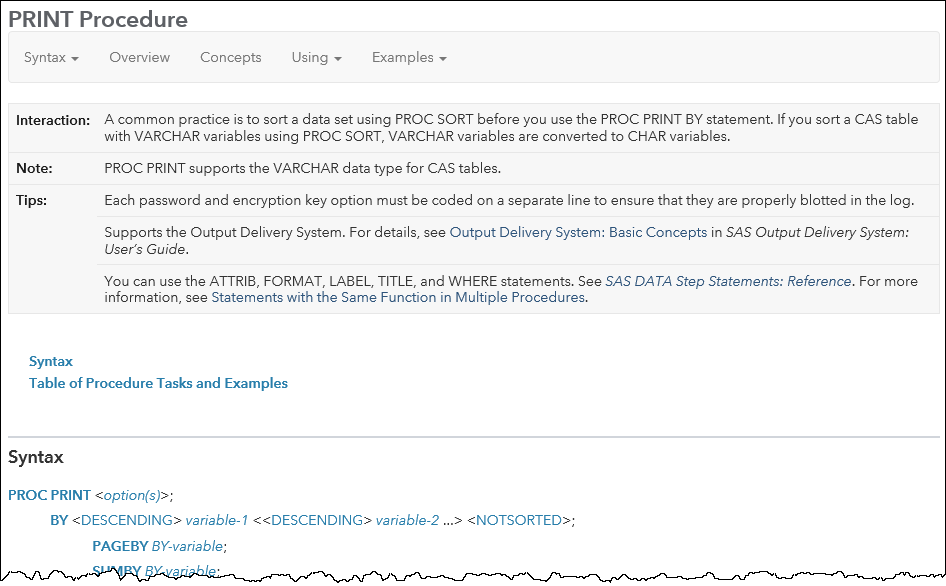 PRINT Procedure
Syntax Overview Concepts Using Examples
Interaction: A common practice is to sort a data set using PROC SORT before you use the PROC PRINT BY statement. If you sort a CAS table
with VARCHAR variables using PROC SORT, VARCHAR variables are converted to CHAR variables.
Note: PROC PRINT supports the VARCHAR data type for CAS tables.
Tips: Each password and encryption key option must be coded on a separate line to ensure that they are properly blotted in the log.
Supports the Output Delivery System. For details, see Output Delivery System: Basic Concepts in SAS Output Delivery System:
User's Guide.
You can use the ATTRIB, FORMAT, LABEL, TITLE, and WHERE statements. See SAS DATA Step Statements: Reference. For more
information, see Statements with the Same Function in Multiple Procedures.
Syntax
Table of Procedure Tasks and Examples
Syntax
PROC PRINT <option(s)>;
BY <DESCENDING> variable-1 <<DESCENDING> variable-2 ...> <NOTSORTED>;
PAGEBY BY-variable;
SUMBY BY-variable;